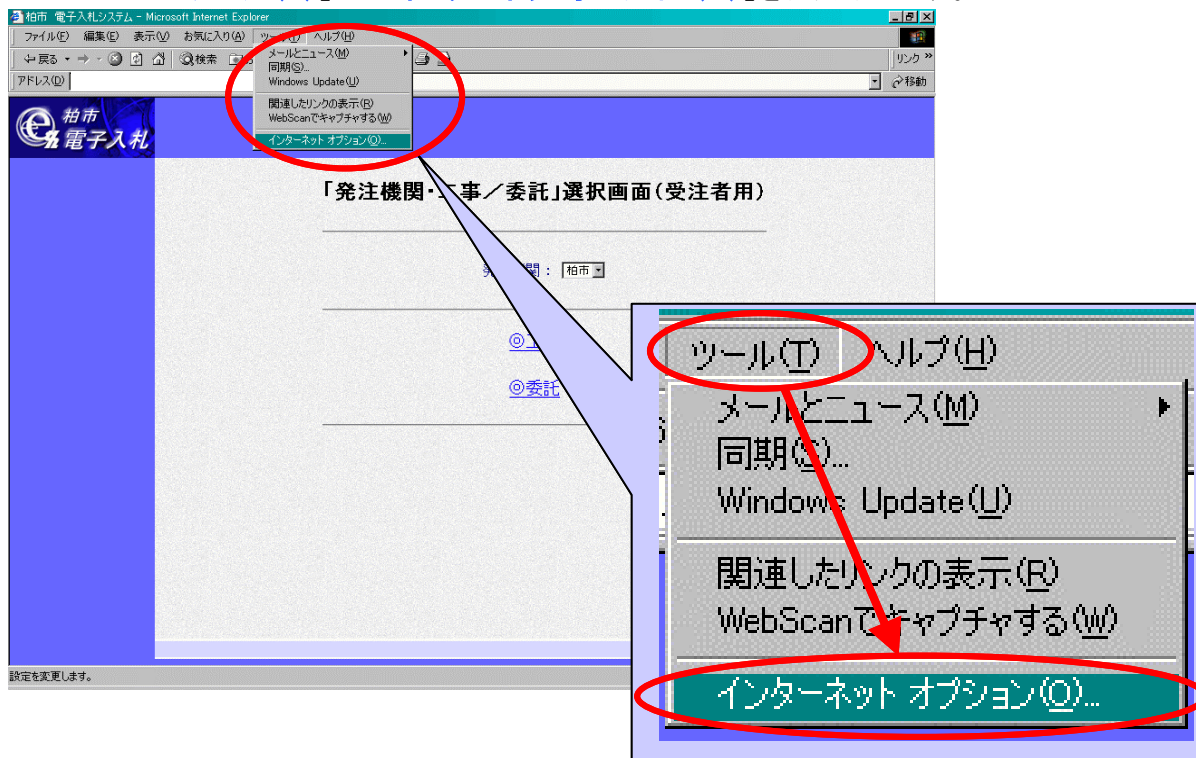 柏市 電子入札システム - Microsoft Internet Explorer
ファイル(F) 編集(E) 表示(V) お気に入り(A) ツール(T) ヘルプ(H)
戻る 検索 リンク »
アドレス(D) 移動
メールとニュース(M)
同期(S)...
Windows Update(U)
関連したリンクの表示(R)
WebScanでキャプチャする(W)
インターネット オプション(O)...
柏市
電子入札
「発注機関・工事／委託」選択画面(受注者用)
関： 柏市
◎工
◎委託
設定を変更します。
ツール(T) ヘルプ(H)
メールとニュース(M)
同期(S)...
Windows Update(U)
関連したリンクの表示(R)
WebScanでキャプチャする(W)
インターネット オプション(O)...